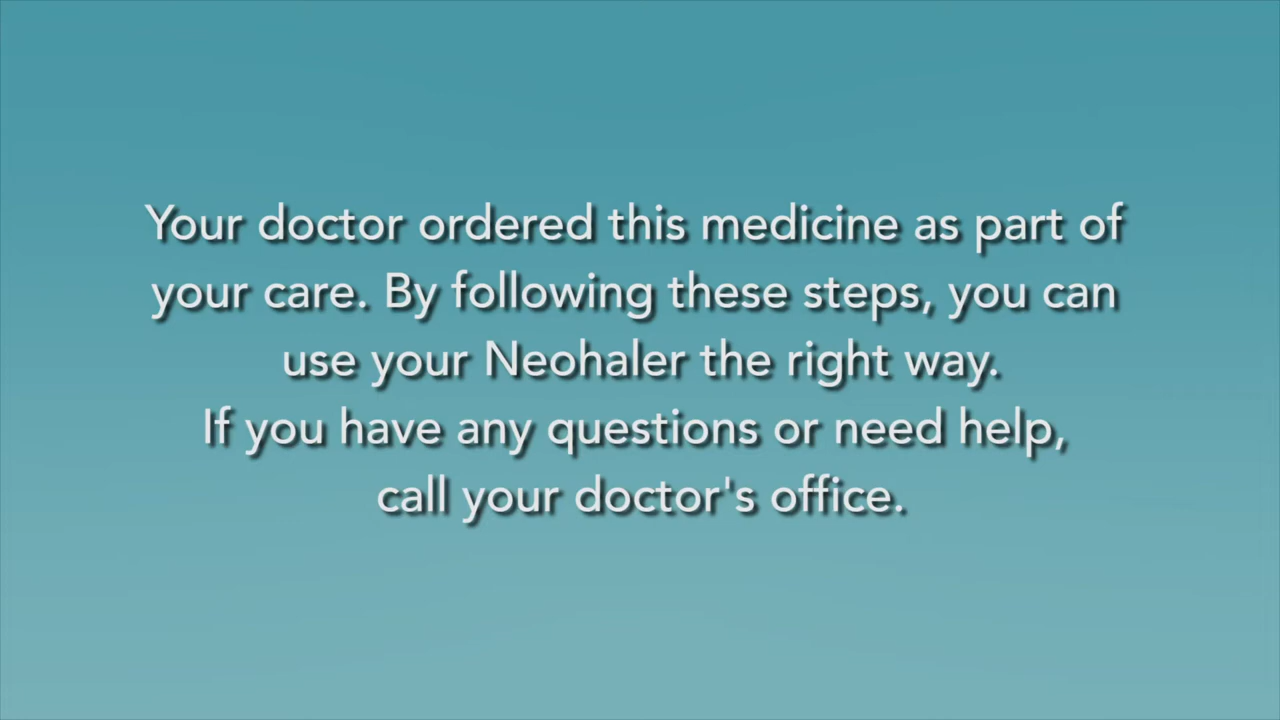 Your doctor ordered this medicine as part of
your care. By following these steps, you can
use your Neohaler the right way.
If you have any questions or need help,
call your doctor's office.